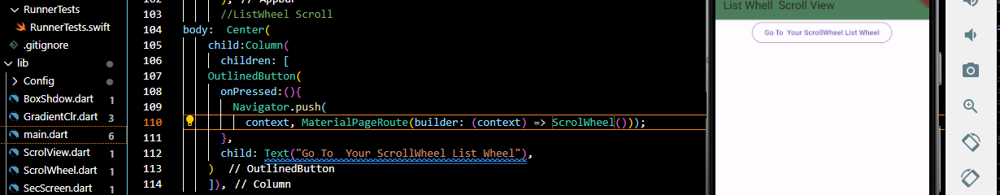 RunnerTests
RunnerTests.swift
.gitignore
lib
Config
BoxShdow.dart 1
GradientClr.dart 3
main.dart 6
ScrolView.dart 1
ScrolWheel.dart 1
SecScreen.dart 1
102 ), // AppBar
103 //ListWheel Scroll
104 body: Center(
105 child:Column(
106 children: [
107 OutlinedButton(
108 onPressed:(){
109 Navigator.push(
110 context, MaterialPageRoute(builder: (context) => ScrolWheel()));
111 },
112 child: Text("Go To  Your ScrollWheel List Wheel"),
113 )  // OutlinedButton
114 ]), // Column
List Whell  Scroll View
Go To  Your ScrollWheel List Wheel